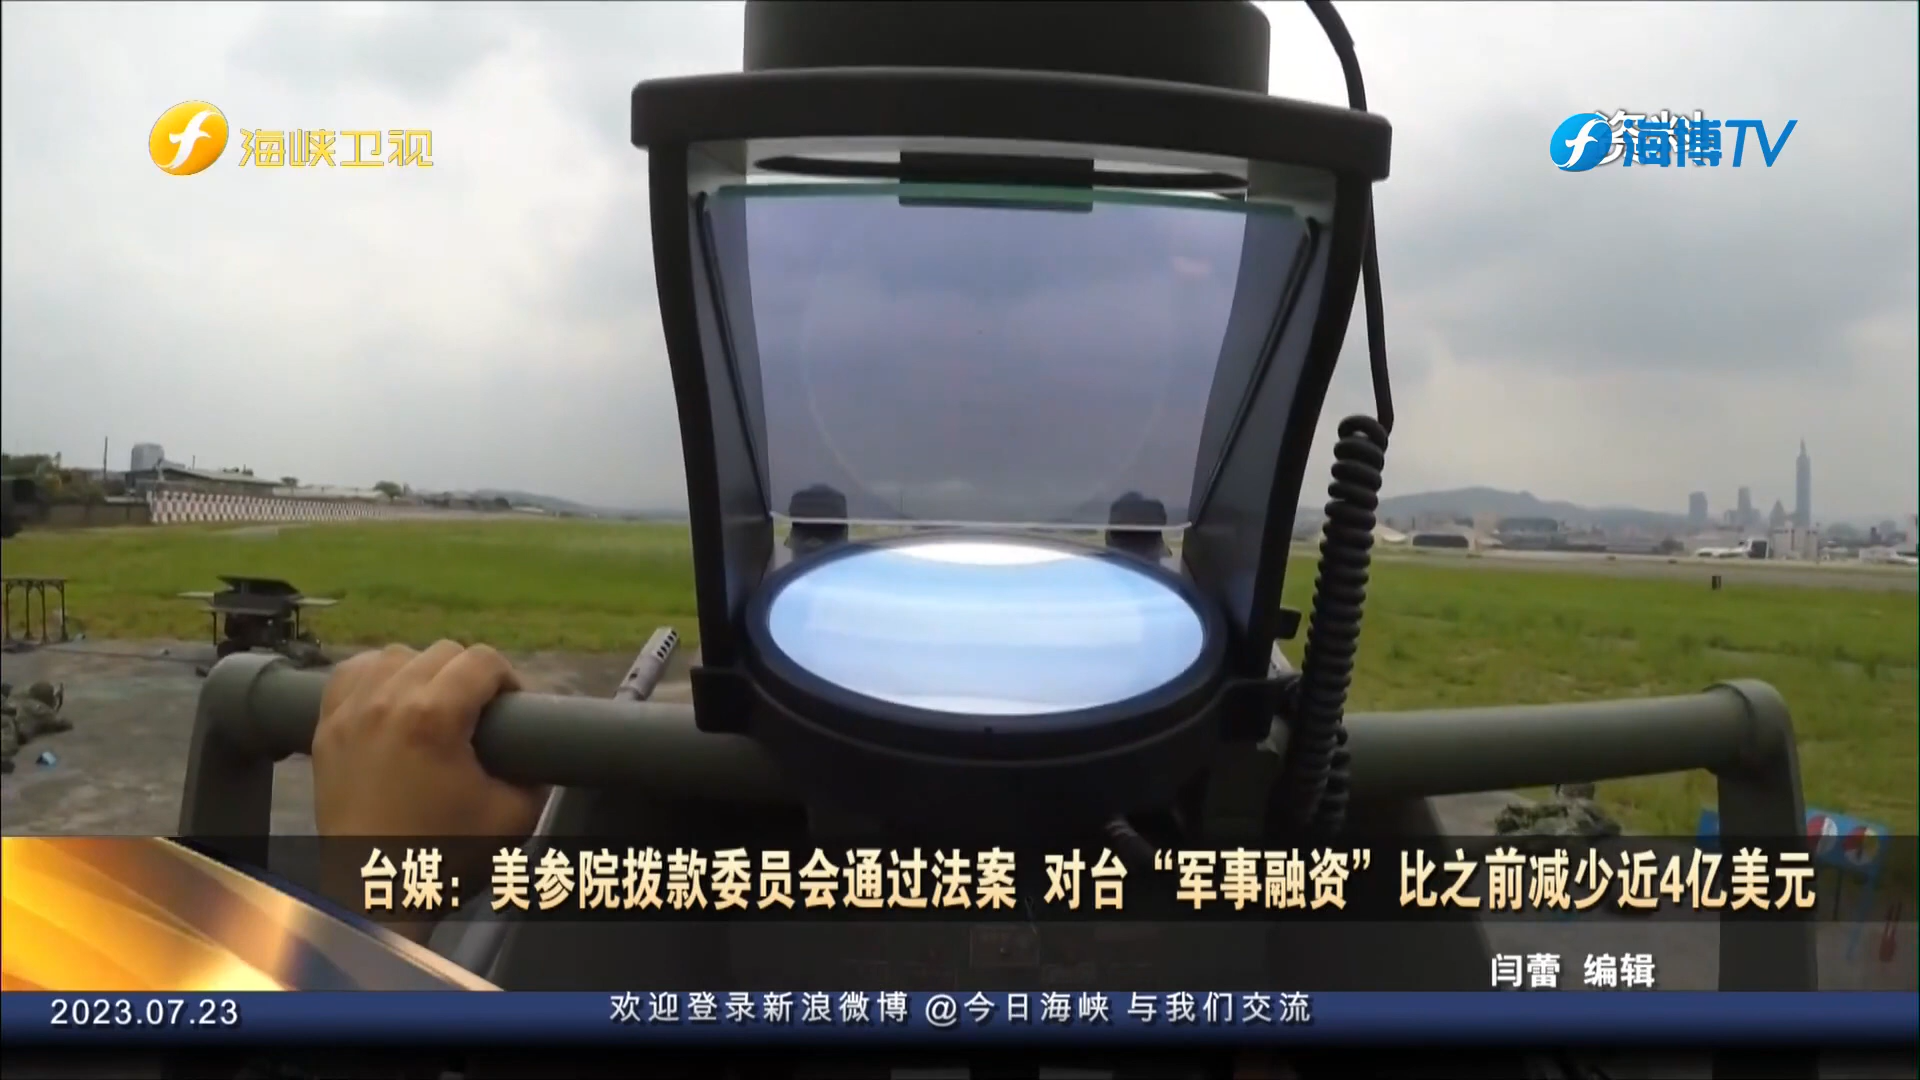 海峡卫视
资料
海博TV
台媒：美参院拨款委员会通过法案 对台“军事融资”比之前减少近4亿美元
闫蕾 编辑
2023.07.23
欢迎登录新浪微博 @今日海峡 与我们交流